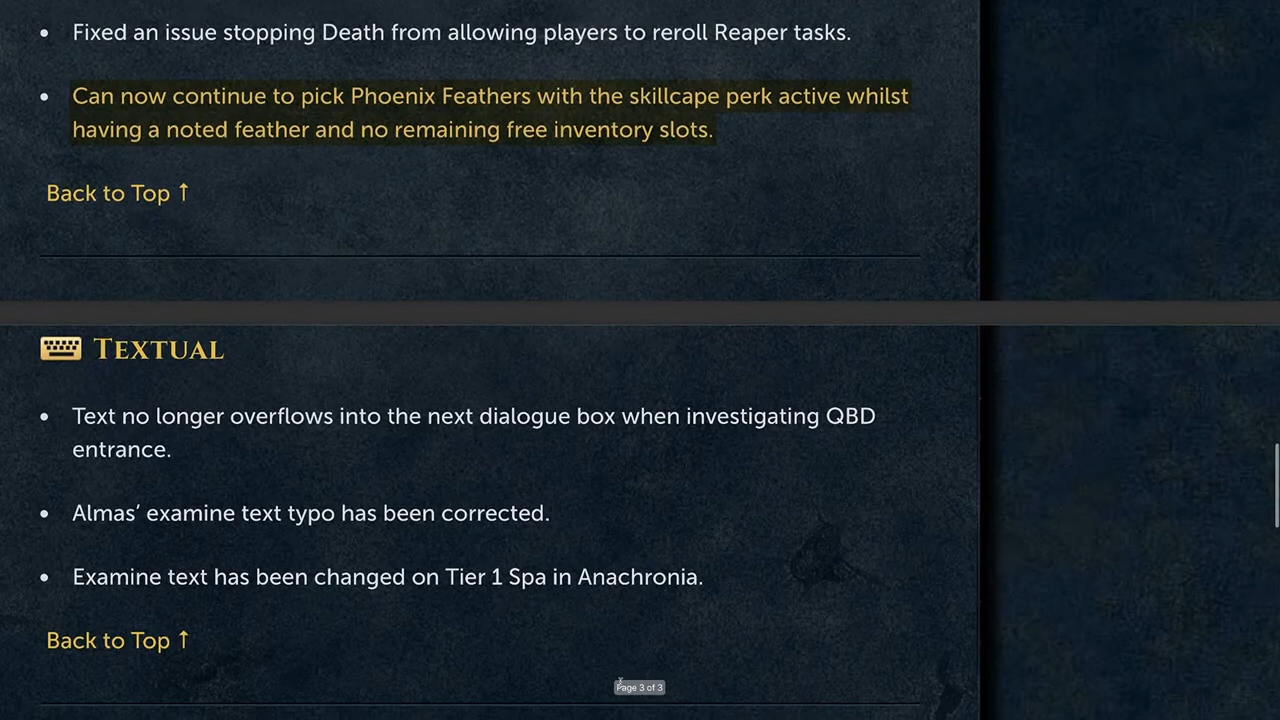 • Fixed an issue stopping Death from allowing players to reroll Reaper tasks.
• Can now continue to pick Phoenix Feathers with the skillcape perk active whilst
having a noted feather and no remaining free inventory slots.
Back to Top ↑
TEXTUAL
• Text no longer overflows into the next dialogue box when investigating QBD
entrance.
• Almas’ examine text typo has been corrected.
• Examine text has been changed on Tier 1 Spa in Anachronia.
Back to Top ↑
Page 3 of 3